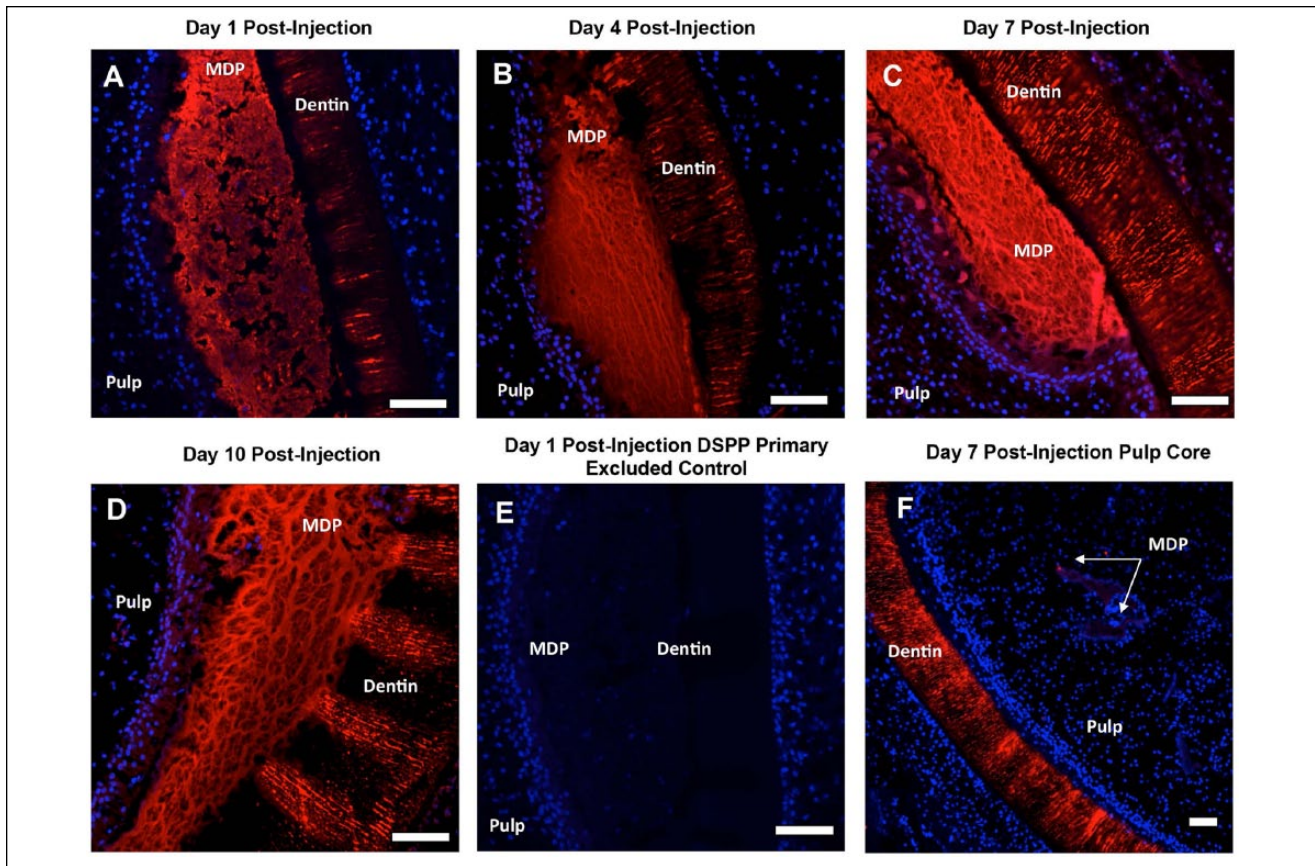 Day 1 Post-Injection
Day 4 Post-Injection
Day 7 Post-Injection
A
MDP
Dentin
Pulp
B
MDP
Dentin
Pulp
C
Dentin
MDP
Pulp
Day 10 Post-Injection
Day 1 Post-Injection DSPP Primary
Excluded Control
Day 7 Post-Injection Pulp Core
D
MDP
Pulp
Dentin
E
MDP
Dentin
Pulp
F
MDP
Dentin
Pulp